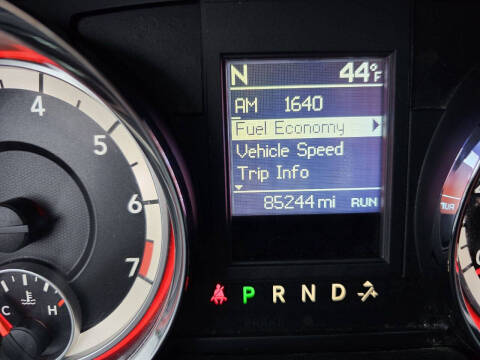 N 44°F
AM 1640
Fuel Economy
Vehicle Speed
Trip Info
85244 mi RUN
4
5
6
7
C H
P R N D